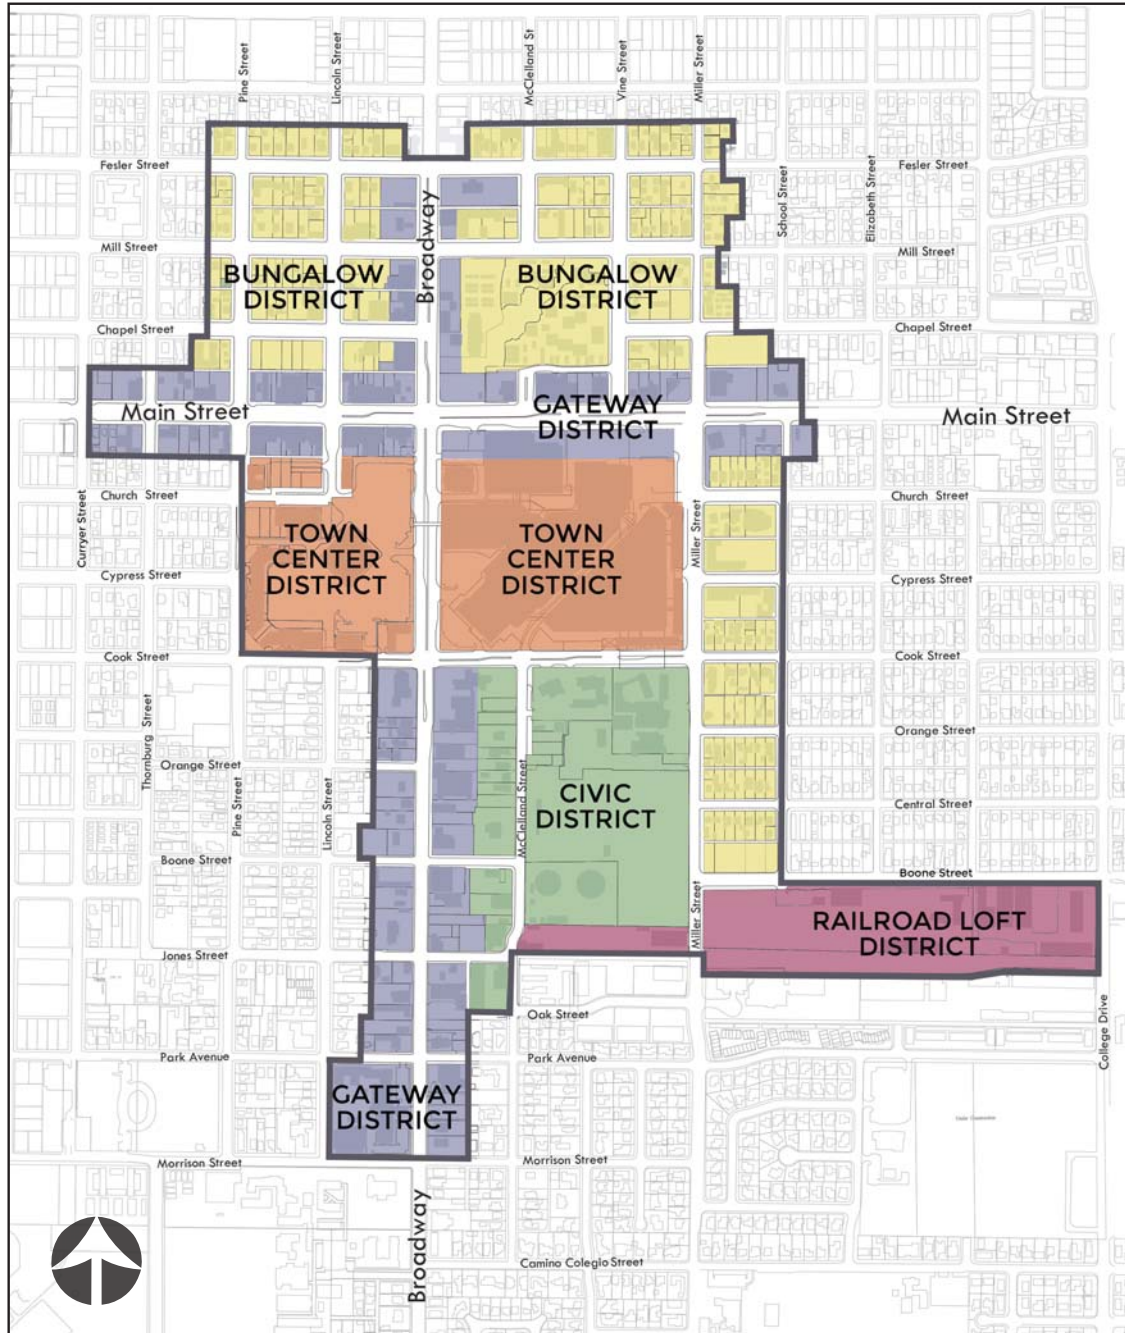 Pine Street
Lincoln Street
McClelland St
Vine Street
Miller Street
Fesler Street
Fesler Street
School Street
Elizabeth Street
Broadway
Mill Street
Mill Street
BUNGALOW
DISTRICT
BUNGALOW
DISTRICT
Chapel Street
Chapel Street
Main Street
GATEWAY
DISTRICT
Main Street
Church Street
Church Street
Curryer Street
TOWN
CENTER
DISTRICT
TOWN
CENTER
DISTRICT
Miller Street
Cypress Street
Cypress Street
Cook Street
Cook Street
Thornburg Street
Orange Street
Orange Street
Pine Street
Lincoln Street
McClelland Street
CIVIC
DISTRICT
Central Street
Boone Street
Boone Street
Miller Street
RAILROAD LOFT
DISTRICT
Jones Street
Oak Street
Park Avenue
Park Avenue
College Drive
GATEWAY
DISTRICT
Morrison Street
Morrison Street
Broadway
Camino Colegio Street